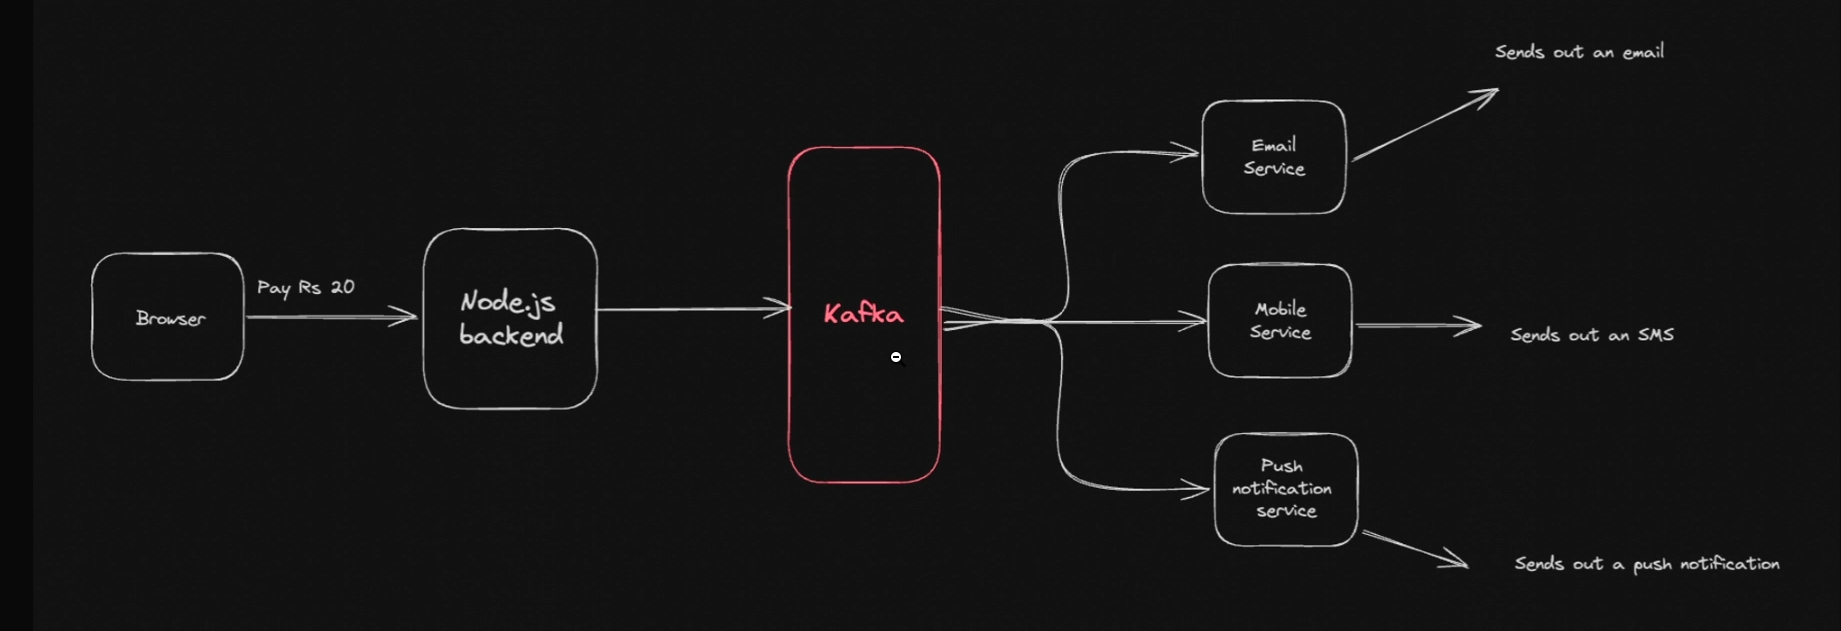 Browser
Pay Rs 20
Node.js
backend
Kafka
Email
Service
Sends out an email
Mobile
Service
Sends out an SMS
Push
notification
service
Sends out a push notification